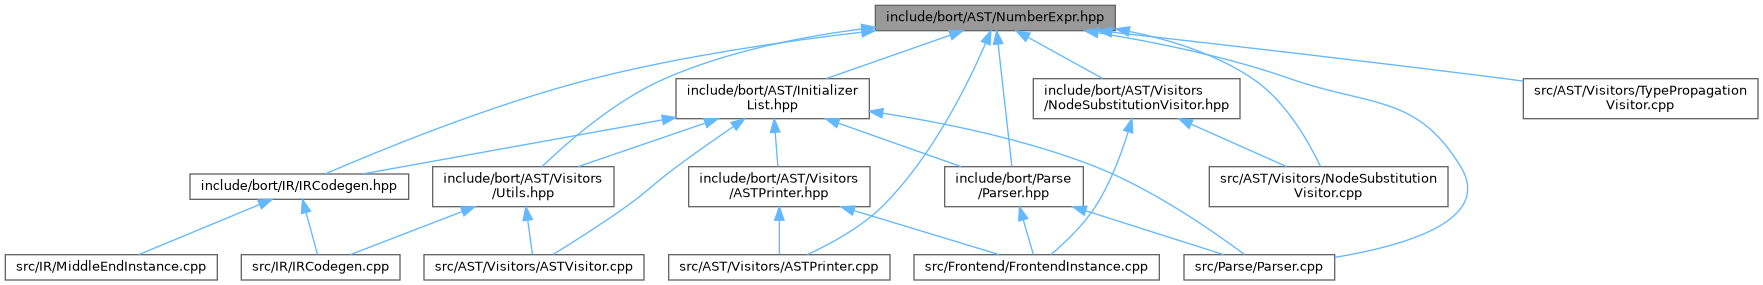 include/bort/AST/NumberExpr.hpp
include/bort/AST/Initializer
List.hpp
include/bort/AST/Visitors
/NodeSubstitutionVisitor.hpp
src/AST/Visitors/TypePropagation
Visitor.cpp
include/bort/IR/IRCodegen.hpp
include/bort/AST/Visitors
/Utils.hpp
include/bort/AST/Visitors
/ASTPrinter.hpp
include/bort/Parse
/Parser.hpp
src/AST/Visitors/NodeSubstitution
Visitor.cpp
src/IR/MiddleEndInstance.cpp
src/IR/IRCodegen.cpp
src/AST/Visitors/ASTVisitor.cpp
src/AST/Visitors/ASTPrinter.cpp
src/Frontend/FrontendInstance.cpp
src/Parse/Parser.cpp